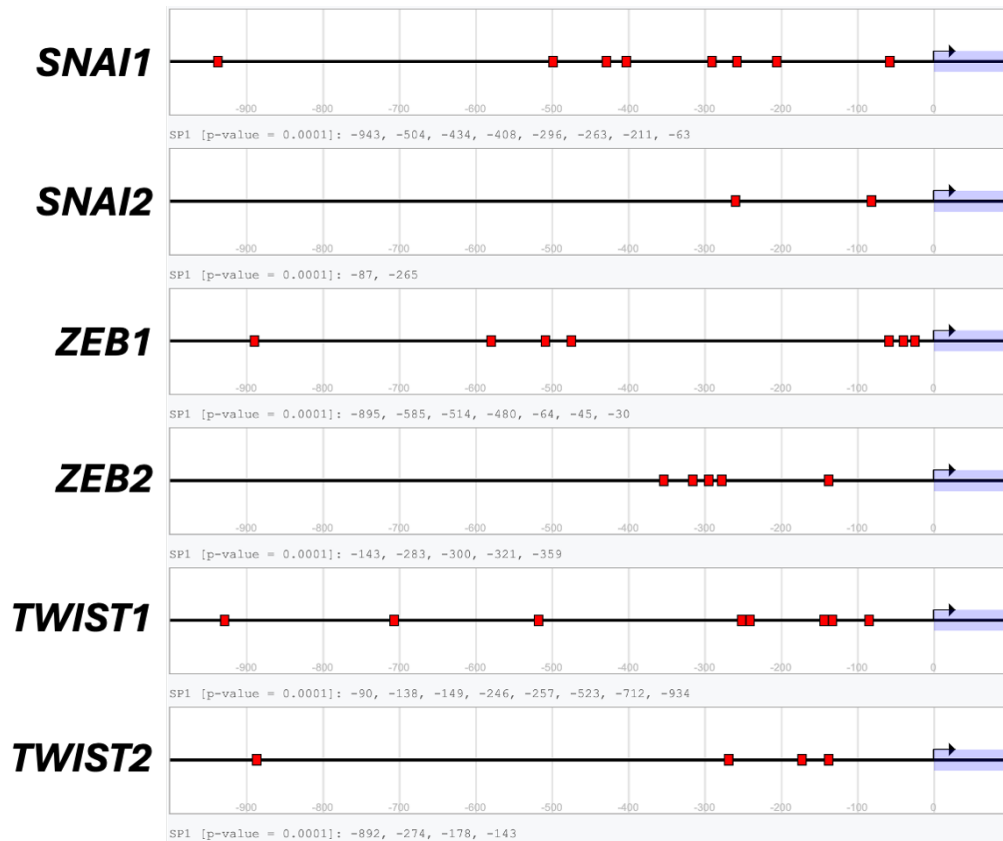 SNAI1
-900 -800 -700 -600 -500 -400 -300 -200 -100 0
SP1 [p-value = 0.0001]: -943, -504, -434, -408, -296, -263, -211, -63
SNAI2
-900 -800 -700 -600 -500 -400 -300 -200 -100 0
SP1 [p-value = 0.0001]: -87, -265
ZEB1
-900 -800 -700 -600 -500 -400 -300 -200 -100 0
SP1 [p-value = 0.0001]: -895, -585, -514, -480, -64, -45, -30
ZEB2
-900 -800 -700 -600 -500 -400 -300 -200 -100 0
SP1 [p-value = 0.0001]: -143, -283, -300, -321, -359
TWIST1
-900 -800 -700 -600 -500 -400 -300 -200 -100 0
SP1 [p-value = 0.0001]: -90, -138, -149, -246, -257, -523, -712, -934
TWIST2
-900 -800 -700 -600 -500 -400 -300 -200 -100 0
SP1 [p-value = 0.0001]: -892, -274, -178, -143